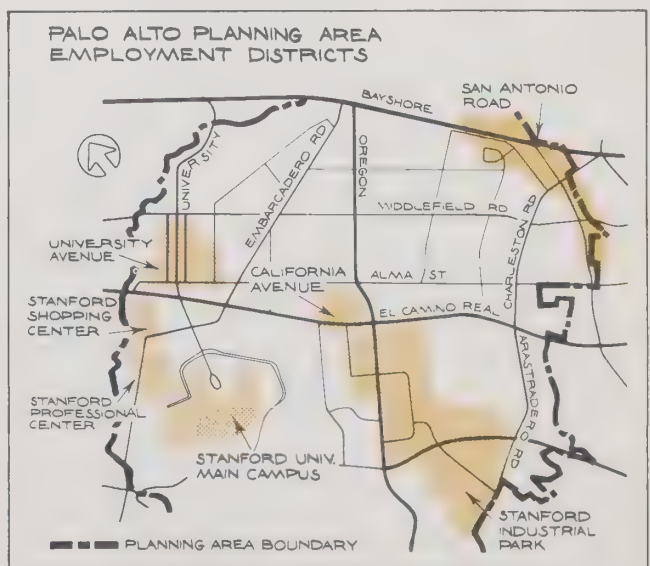 PALO ALTO PLANNING AREA
EMPLOYMENT DISTRICTS
SAN ANTONIO
ROAD
BAYSHORE
UNIVERSITY
EMBARCADERO RD
OREGON
MIDDLEFIELD RD
CHARLESTON RD
UNIVERSITY
AVENUE
CALIFORNIA
AVENUE
ALMA ST
STANFORD
SHOPPING
CENTER
EL CAMINO REAL
ARASTRADERO RD
STANFORD
PROFESSIONAL
CENTER
STANFORD UNIV.
MAIN CAMPUS
STANFORD
INDUSTRIAL
PARK
PLANNING AREA BOUNDARY